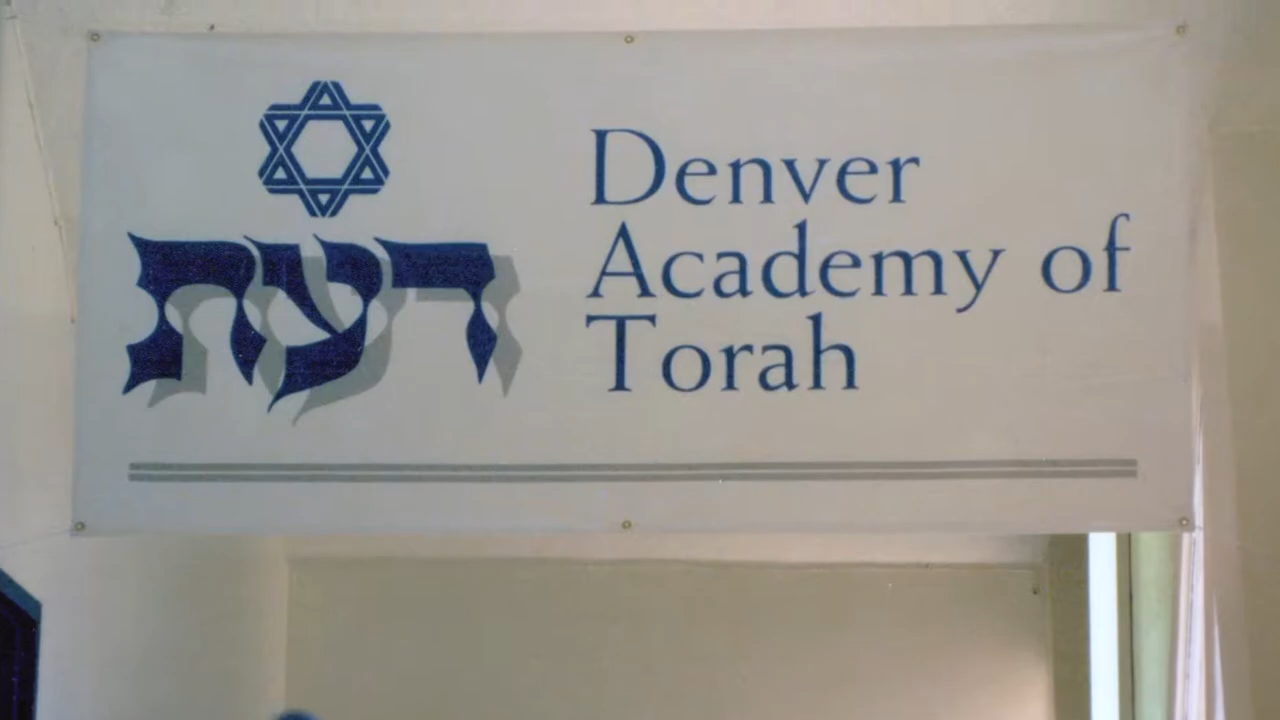 דעת
Denver
Academy of
Torah